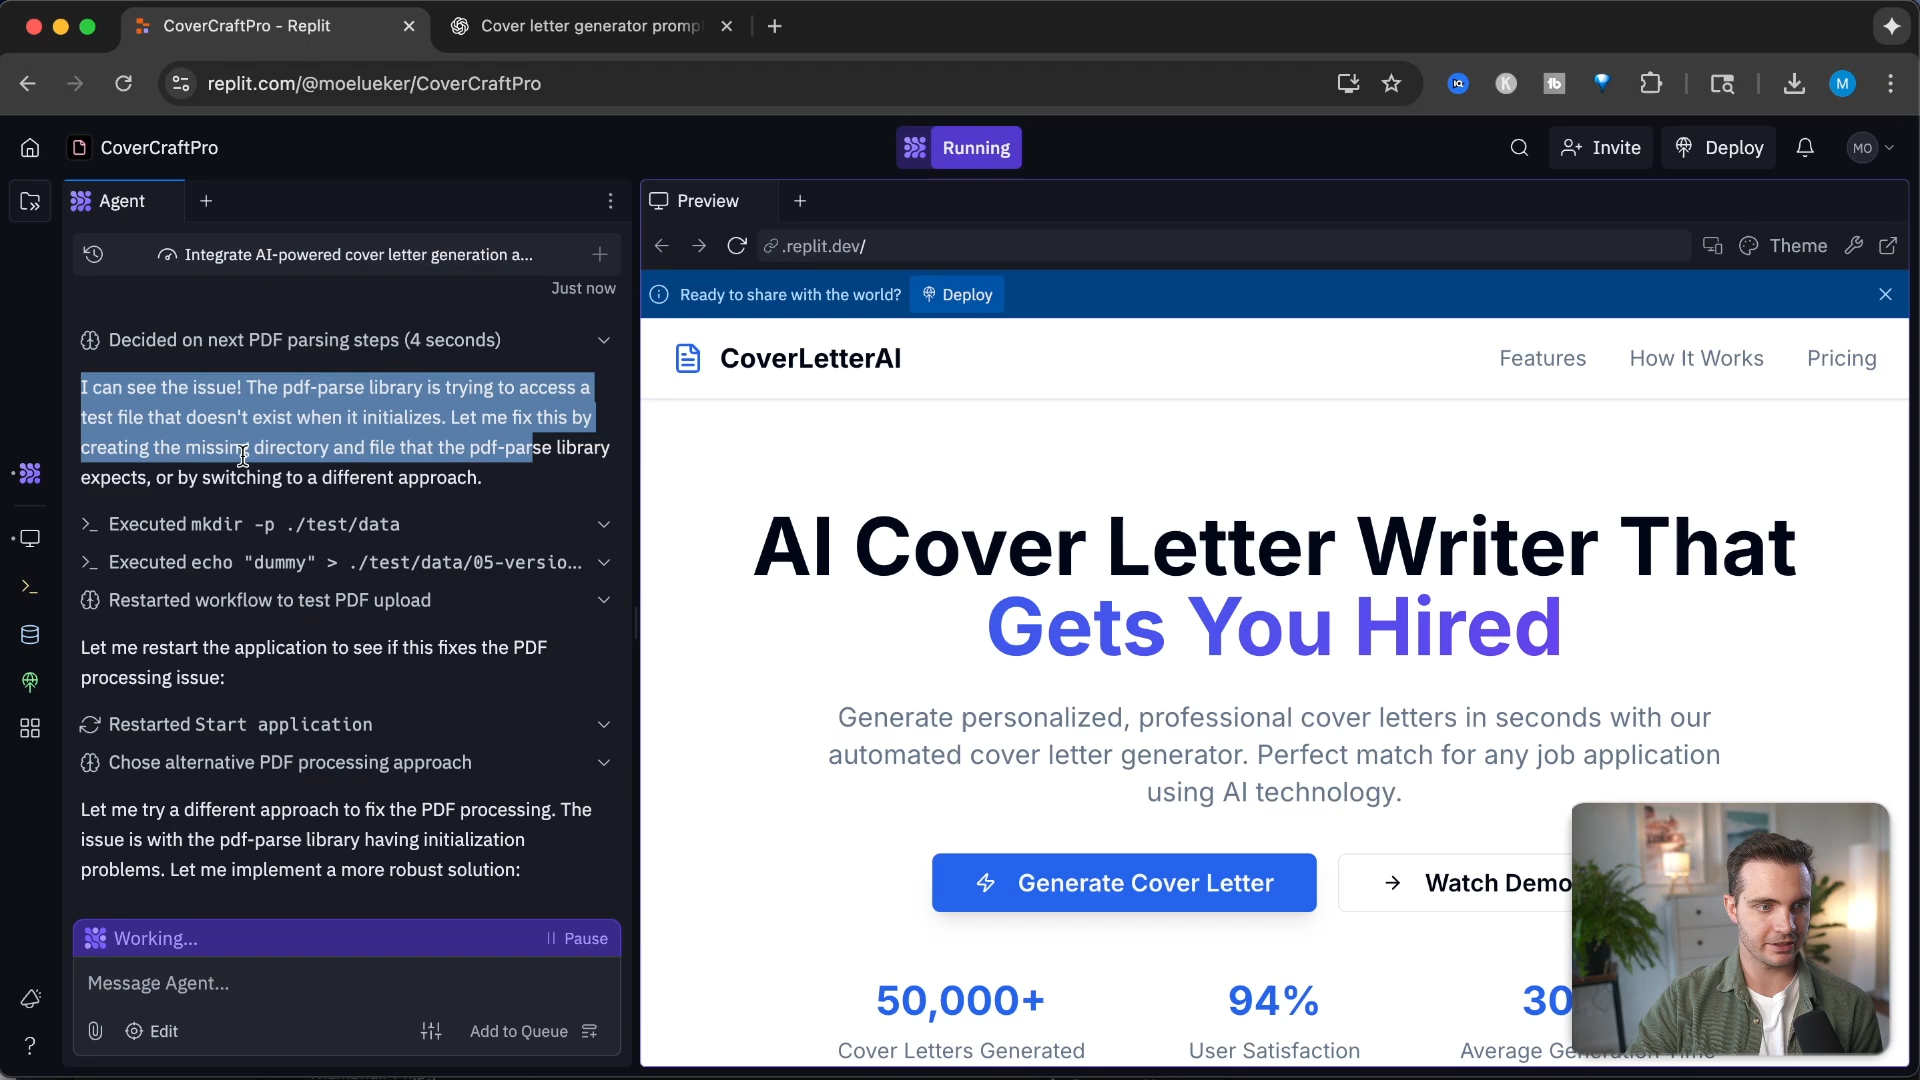 CoverCraftPro - Replit
Cover letter generator promp
replit.com/@moelueker/CoverCraftPro
IQ
K
tb
M
CoverCraftPro
Running
Invite
Deploy
MO
Agent
Preview
Integrate AI-powered cover letter generation a...
.replit.dev/
Theme
Just now
Ready to share with the world?
Deploy
Decided on next PDF parsing steps (4 seconds)
I can see the issue! The pdf-parse library is trying to access a
test file that doesn't exist when it initializes. Let me fix this by
creating the missing directory and file that the pdf-parse library
expects, or by switching to a different approach.
>_ Executed mkdir -p ./test/data
>_ Executed echo "dummy" > ./test/data/05-versio...
Restarted workflow to test PDF upload
Let me restart the application to see if this fixes the PDF
processing issue:
Restarted Start application
Chose alternative PDF processing approach
Let me try a different approach to fix the PDF processing. The
issue is with the pdf-parse library having initialization
problems. Let me implement a more robust solution:
Working...
Pause
Message Agent...
Edit
Add to Queue
CoverLetterAI
Features
How It Works
Pricing
AI Cover Letter Writer That
Gets You Hired
Generate personalized, professional cover letters in seconds with our
automated cover letter generator. Perfect match for any job application
using AI technology.
Generate Cover Letter
Watch Demo
50,000+
94%
30
Cover Letters Generated
User Satisfaction
Average Generation Time